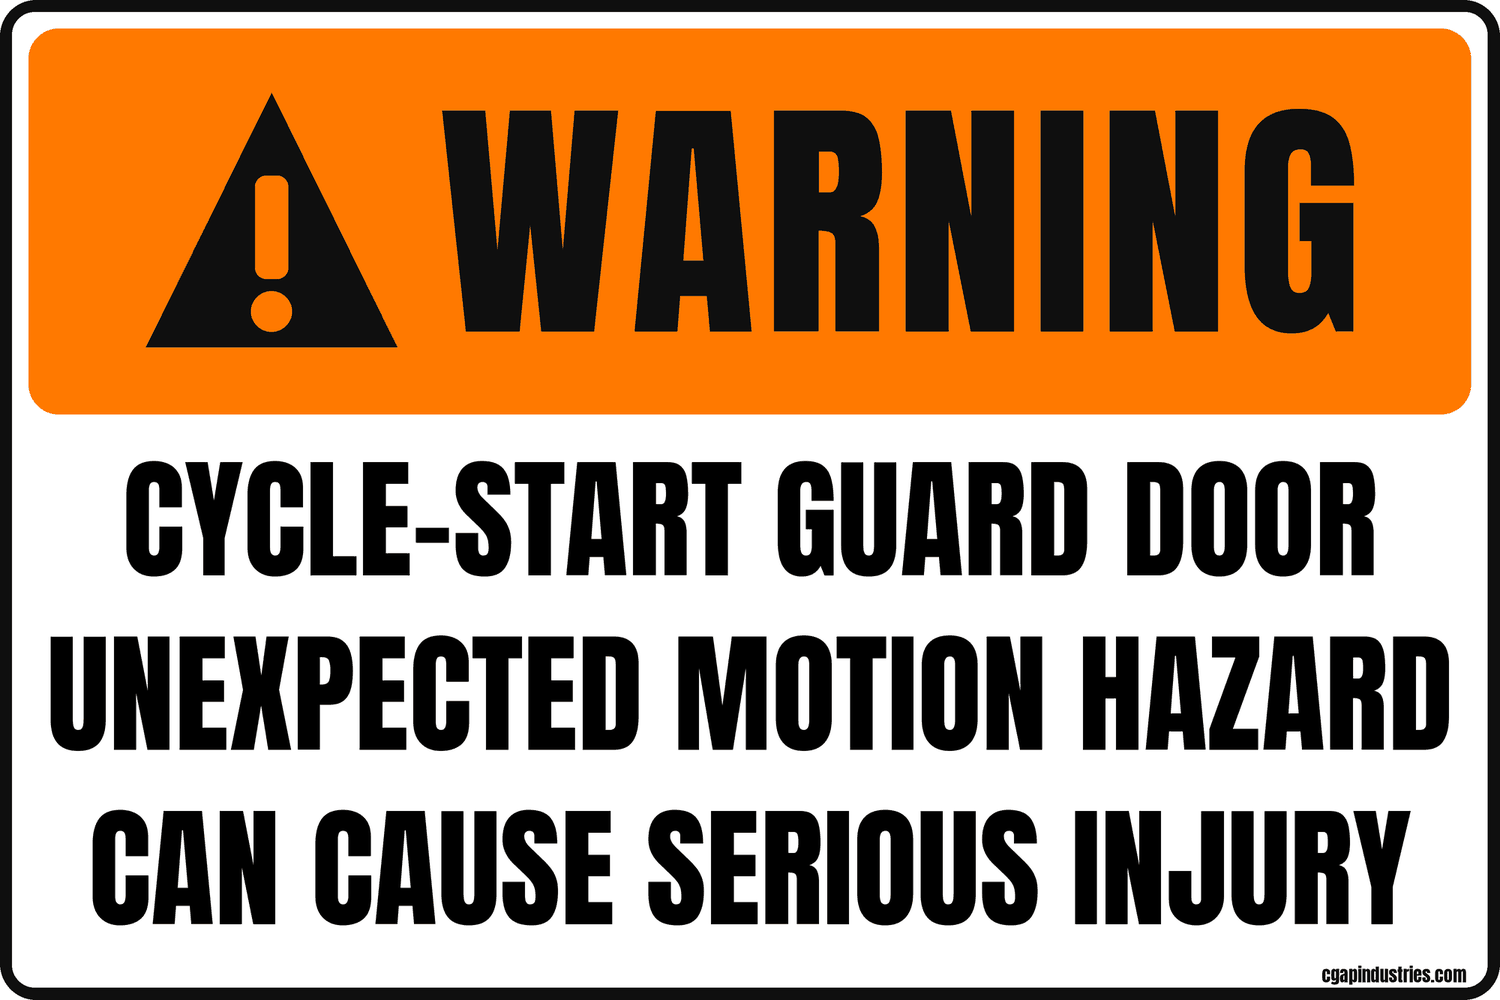 WARNING
CYCLE-START GUARD DOOR
UNEXPECTED MOTION HAZARD
CAN CAUSE SERIOUS INJURY
cgapindustries.com